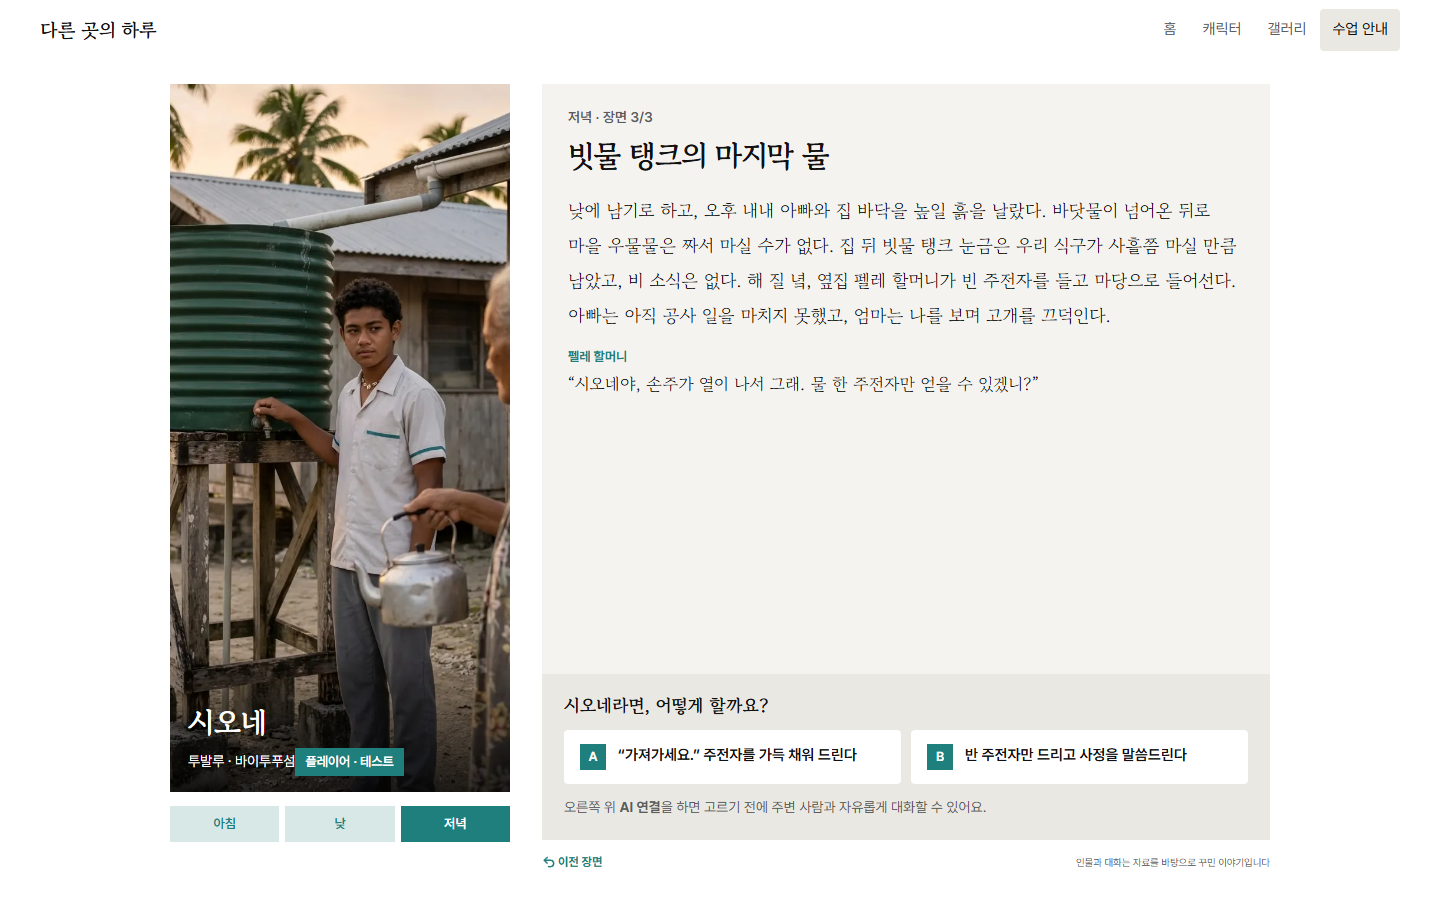 다른 곳의 하루
홈 캐릭터 갤러리 수업 안내
시오네
투발루 · 바이투푸섬 플레이어 · 테스트
아침 낮 저녁
저녁 · 장면 3/3
빗물 탱크의 마지막 물
낮에 남기로 하고, 오후 내내 아빠와 집 바닥을 높일 흙을 날랐다. 바닷물이 넘어온 뒤로
마을 우물물은 짜서 마실 수가 없다. 집 뒤 빗물 탱크 눈금은 우리 식구가 사흘쯤 마실 만큼
남았고, 비 소식은 없다. 해 질 녘, 옆집 펠레 할머니가 빈 주전자를 들고 마당으로 들어선다.
아빠는 아직 공사 일을 마치지 못했고, 엄마는 나를 보며 고개를 끄덕인다.
펠레 할머니
“시오네야, 손주가 열이 나서 그래. 물 한 주전자만 얻을 수 있겠니?”
시오네라면, 어떻게 할까요?
A “가져가세요.” 주전자를 가득 채워 드린다
B 반 주전자만 드리고 사정을 말씀드린다
오른쪽 위 AI 연결을 하면 고르기 전에 주변 사람과 자유롭게 대화할 수 있어요.
이전 장면
인물과 대화는 자료를 바탕으로 꾸민 이야기입니다